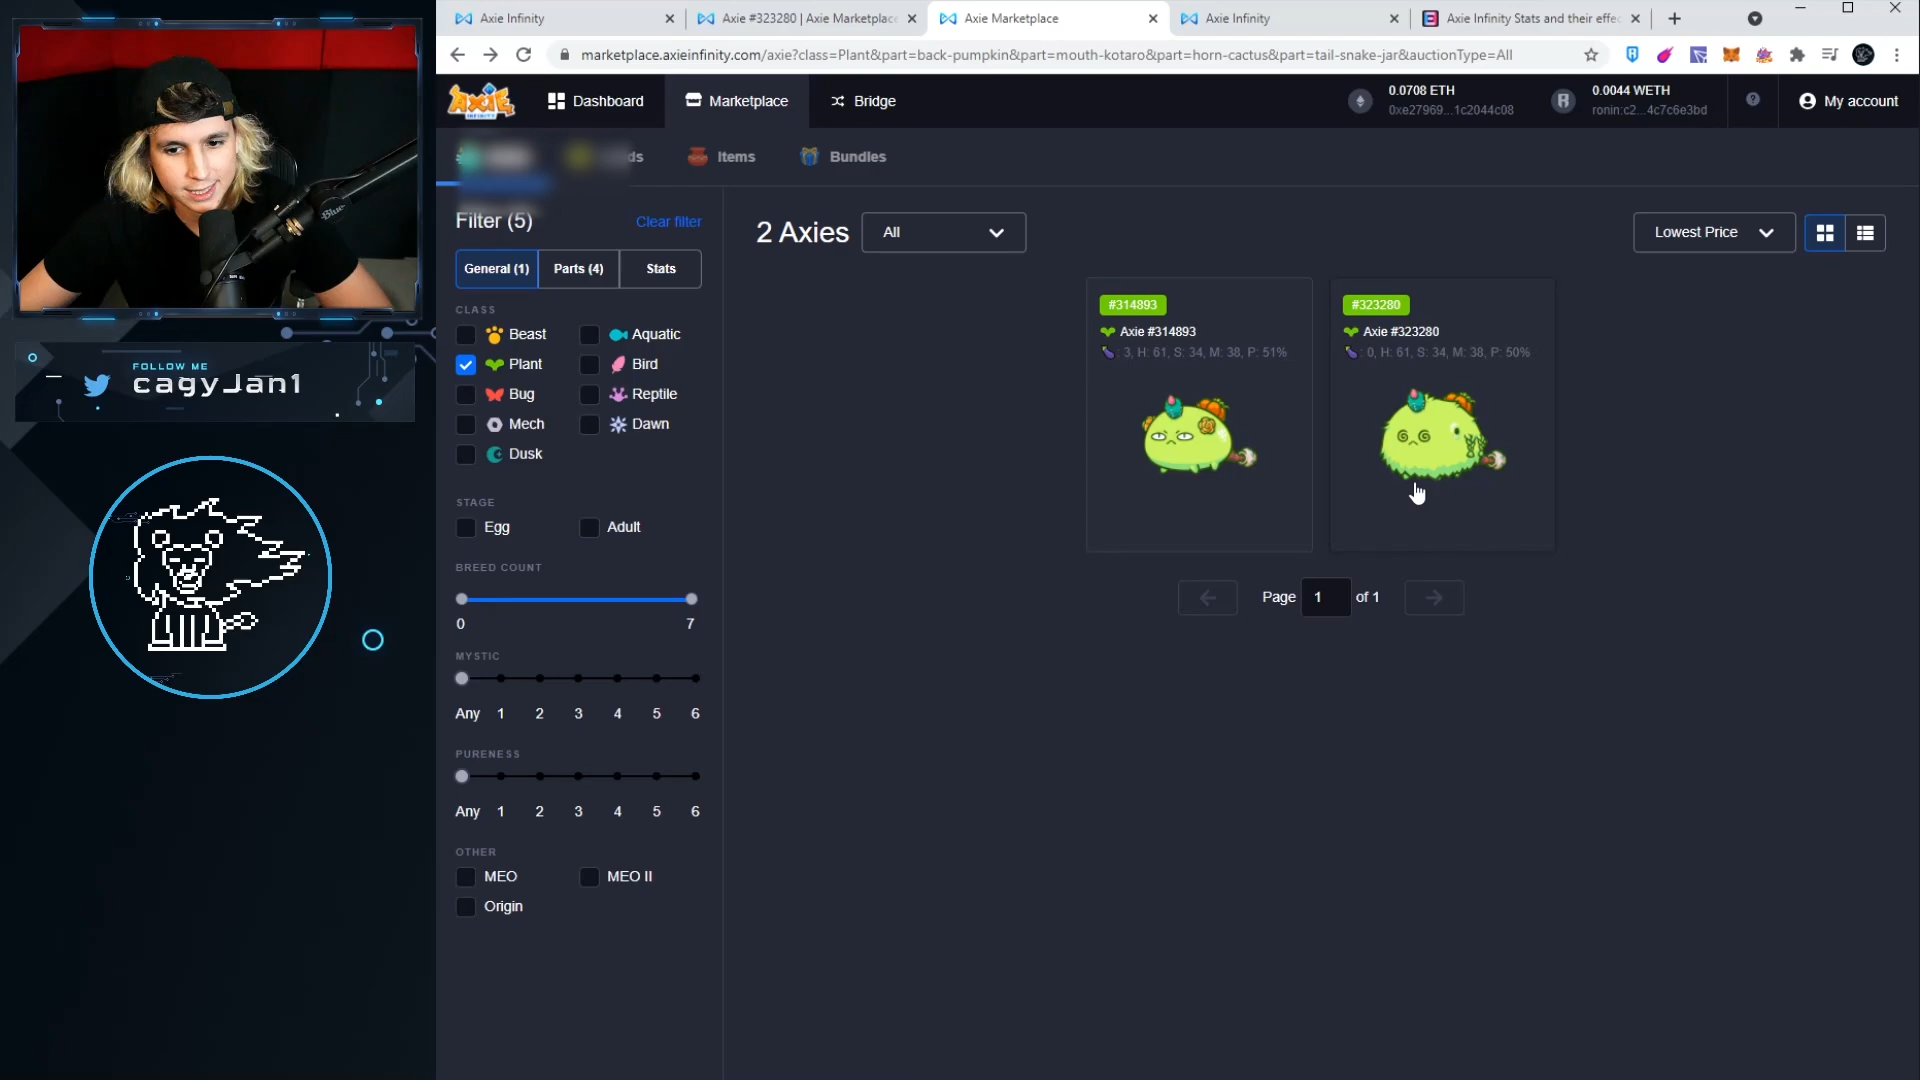 Axie Infinity
Axie #323280 | Axie Marketplace
Axie Marketplace
Axie Infinity
Axie Infinity Stats and their effec
marketplace.axieinfinity.com/axie?class=Plant&part=back-pumpkin&part=mouth-kotaro&part=horn-cactus&part=tail-snake-jar&auctionType=All
AXIE
INFINITY
Dashboard
Marketplace
Bridge
0.0708 ETH
0xe27969...1c2044c08
0.0044 WETH
ronin:c2...4c7c6e3bd
My account
ds
Items
Bundles
Filter (5)
Clear filter
General (1)
Parts (4)
Stats
2 Axies
All
Lowest Price
CLASS
Beast
Aquatic
Plant
Bird
Bug
Reptile
Mech
Dawn
Dusk
STAGE
Egg
Adult
BREED COUNT
0
7
MYSTIC
Any 1 2 3 4 5 6
PURENESS
Any 1 2 3 4 5 6
OTHER
MEO
MEO II
Origin
#314893
Axie #314893
: 3, H: 61, S: 34, M: 38, P: 51%
#323280
Axie #323280
: 0, H: 61, S: 34, M: 38, P: 50%
Page 1 of 1
Blue
FOLLOW ME
cagyJan1